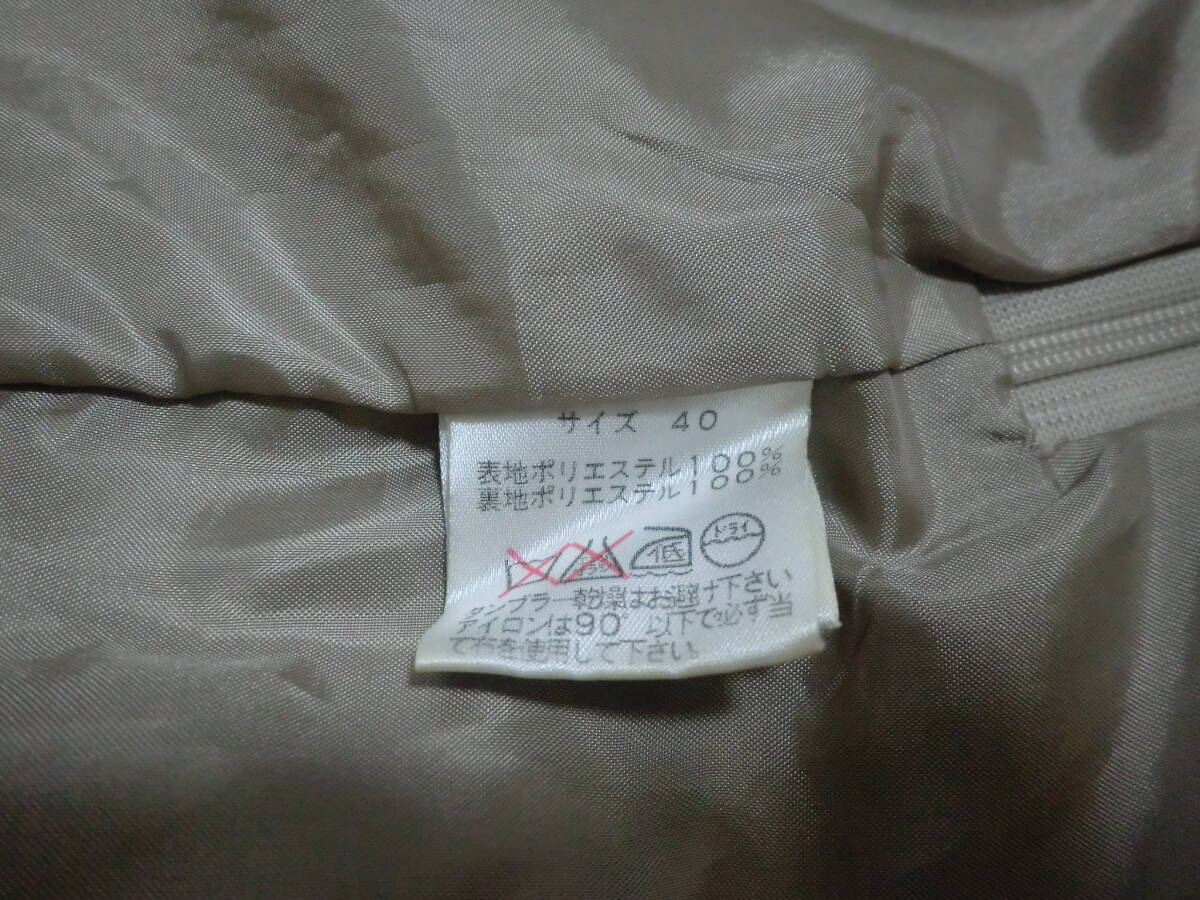 サイズ 40
表地ポリエステル100%
裏地ポリエステル100%
低 ドライ
タンブラー乾燥はお避け下さい
アイロンは90°以下で必ず当
て布を使用して下さい